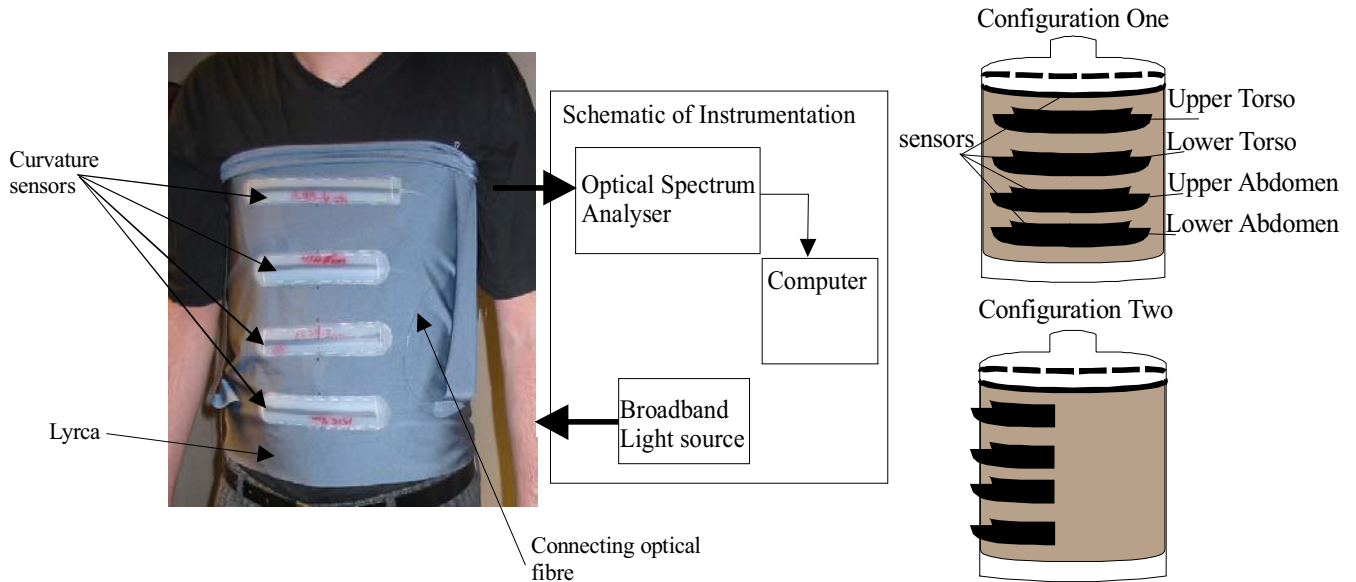 Curvature
sensors
Lyrca
Connecting optical
fibre
Schematic of Instrumentation
Optical Spectrum
Analyser
Computer
Broadband
Light source
Configuration One
sensors
Upper Torso
Lower Torso
Upper Abdomen
Lower Abdomen
Configuration Two